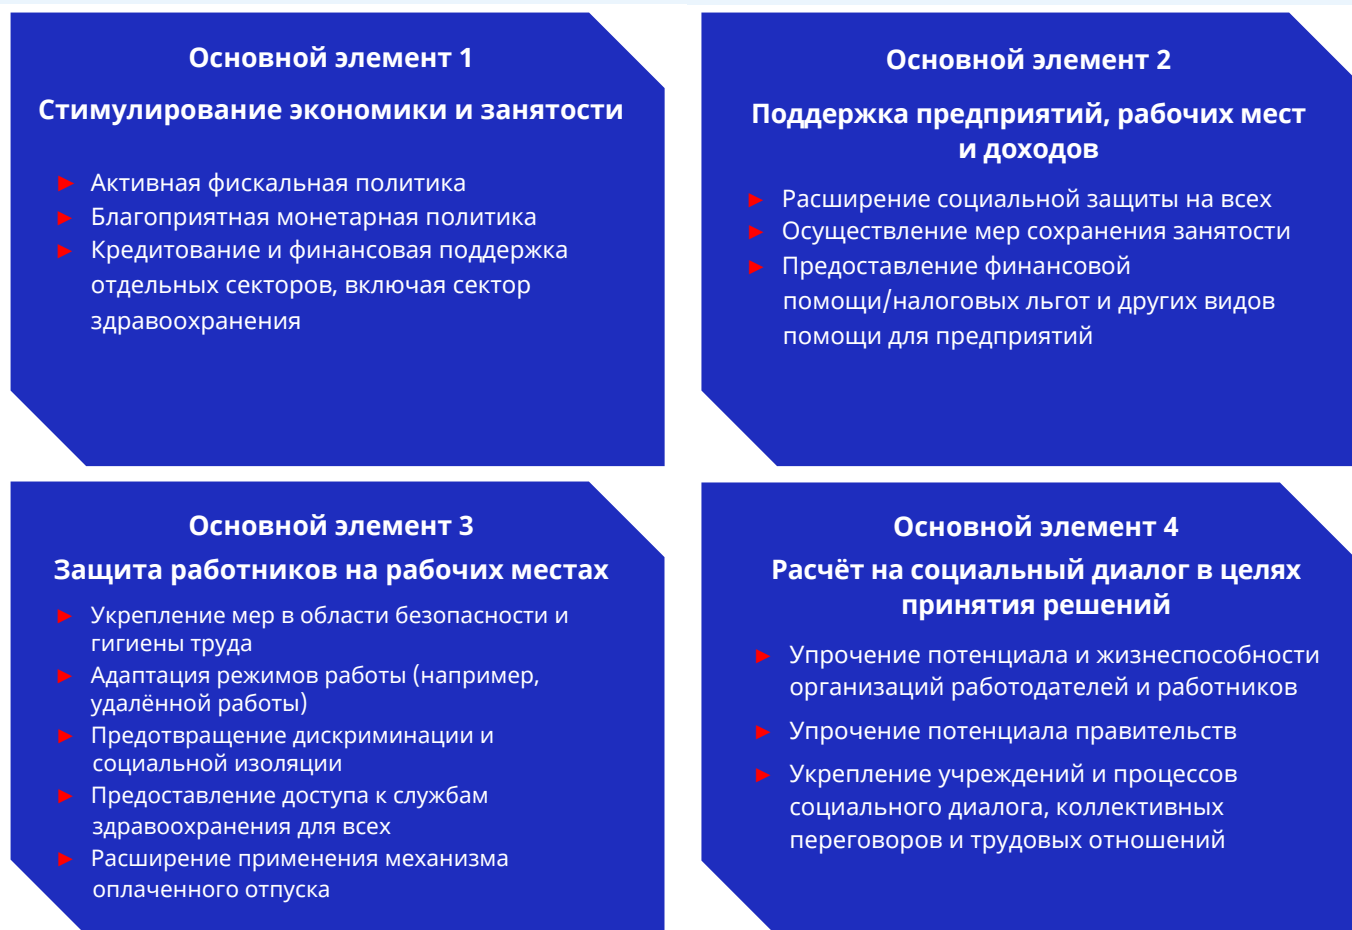 Основной элемент 1
Стимулирование экономики и занятости
► Активная фискальная политика
► Благоприятная монетарная политика
► Кредитование и финансовая поддержка
отдельных секторов, включая сектор
здравоохранения
Основной элемент 2
Поддержка предприятий, рабочих мест
и доходов
► Расширение социальной защиты на всех
► Осуществление мер сохранения занятости
► Предоставление финансовой
помощи/налоговых льгот и других видов
помощи для предприятий
Основной элемент 3
Защита работников на рабочих местах
► Укрепление мер в области безопасности и
гигиены труда
► Адаптация режимов работы (например,
удалённой работы)
► Предотвращение дискриминации и
социальной изоляции
► Предоставление доступа к службам
здравоохранения для всех
► Расширение применения механизма
оплаченного отпуска
Основной элемент 4
Расчёт на социальный диалог в целях
принятия решений
► Упрочение потенциала и жизнеспособности
организаций работодателей и работников
► Упрочение потенциала правительств
► Укрепление учреждений и процессов
социального диалога, коллективных
переговоров и трудовых отношений